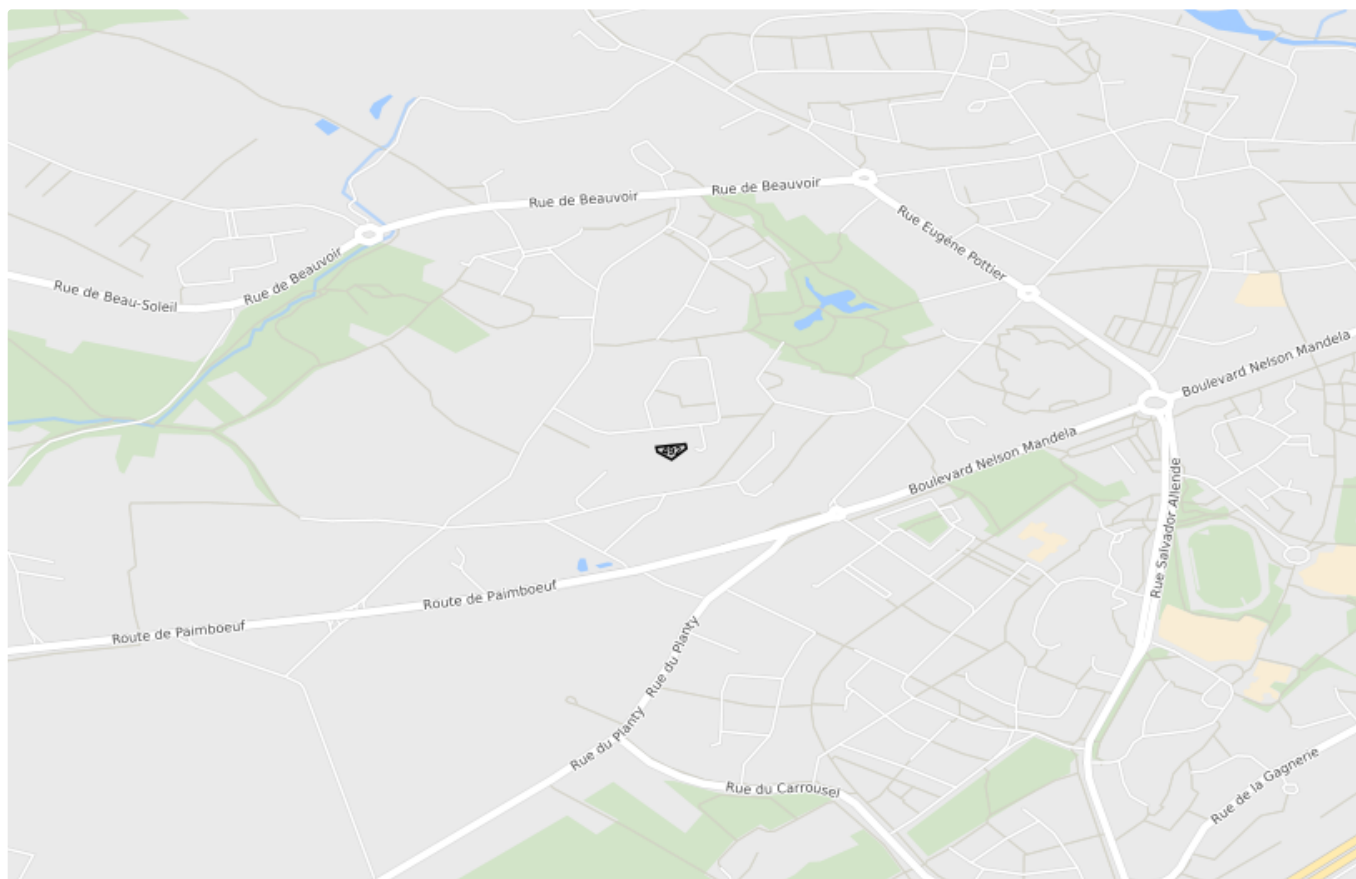 Rue de Beauvoir
Rue de Beauvoir
Rue Eugéne Pottier
Rue de Beauvoir
Rue de Beau-Soleil
Boulevard Nelson Mandela
Boulevard Nelson Mandela
Rue Salvador Allende
Route de Paimboeuf
Route de Paimboeuf
Rue du Planty
Rue du Planty
Rue du Carrousel
Rue de la Gagnerie